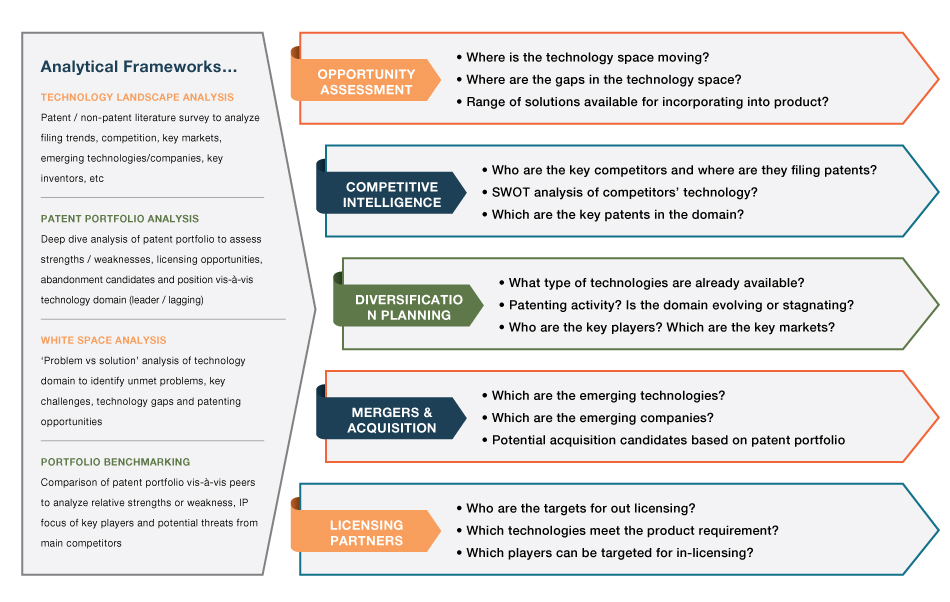 Analytical Frameworks...
TECHNOLOGY LANDSCAPE ANALYSIS
Patent / non-patent literature survey to analyze
filing trends, competition, key markets,
emerging technologies/companies, key
inventors, etc
PATENT PORTFOLIO ANALYSIS
Deep dive analysis of patent portfolio to assess
strengths / weaknesses, licensing opportunities,
abandonment candidates and position vis-à-vis
technology domain (leader / lagging)
WHITE SPACE ANALYSIS
‘Problem vs solution’ analysis of technology
domain to identify unmet problems, key
challenges, technology gaps and patenting
opportunities
PORTFOLIO BENCHMARKING
Comparison of patent portfolio vis-à-vis peers
to analyze relative strengths or weakness, IP
focus of key players and potential threats from
main competitors
OPPORTUNITY
ASSESSMENT
• Where is the technology space moving?
• Where are the gaps in the technology space?
• Range of solutions available for incorporating into product?
COMPETITIVE
INTELLIGENCE
• Who are the key competitors and where are they filing patents?
• SWOT analysis of competitors’ technology?
• Which are the key patents in the domain?
DIVERSIFICATIO
N PLANNING
• What type of technologies are already available?
• Patenting activity? Is the domain evolving or stagnating?
• Who are the key players? Which are the key markets?
MERGERS &
ACQUISITION
• Which are the emerging technologies?
• Which are the emerging companies?
• Potential acquisition candidates based on patent portfolio
LICENSING
PARTNERS
• Who are the targets for out licensing?
• Which technologies meet the product requirement?
• Which players can be targeted for in-licensing?